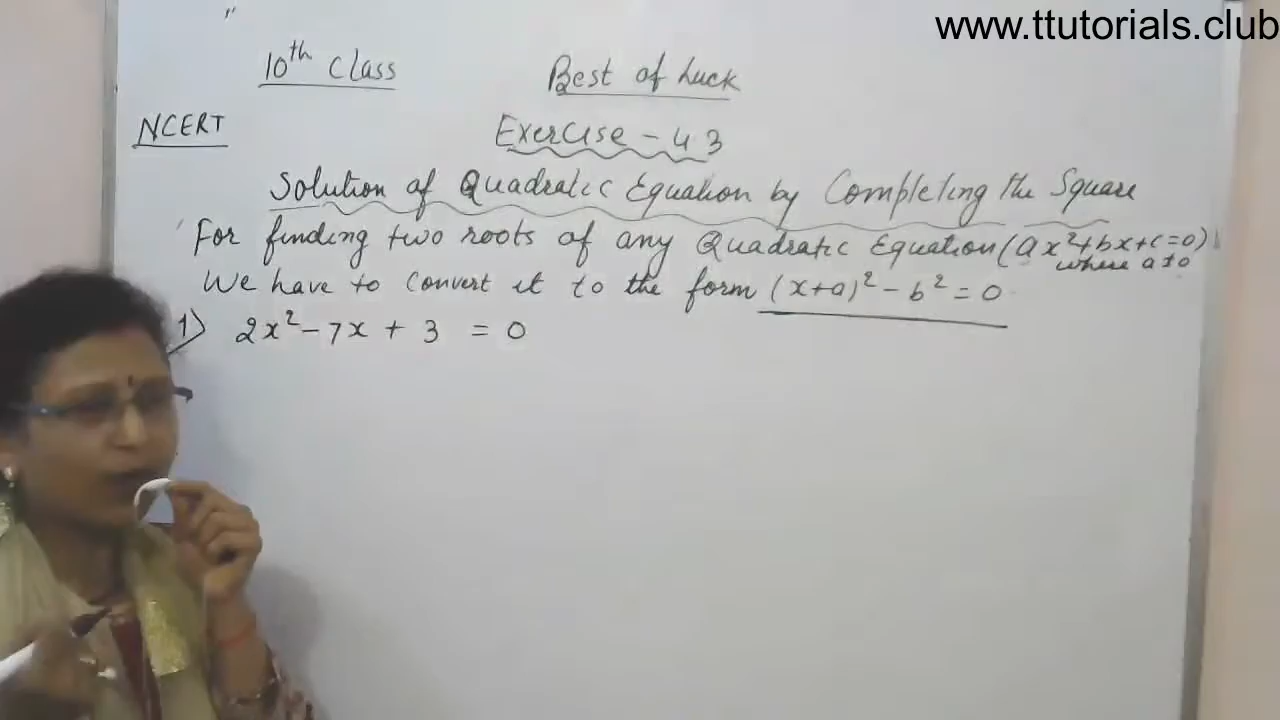 www.ttutorials.club
10th Class Best of Luck
NCERT Exercise - 4.3
Solution of Quadratic Equation by Completing the Square
For finding two roots of any Quadratic Equation (ax²+bx+c=0) where a≠0
We have to convert it to the form (x+a)² - b² = 0
1) 2x² - 7x + 3 = 0